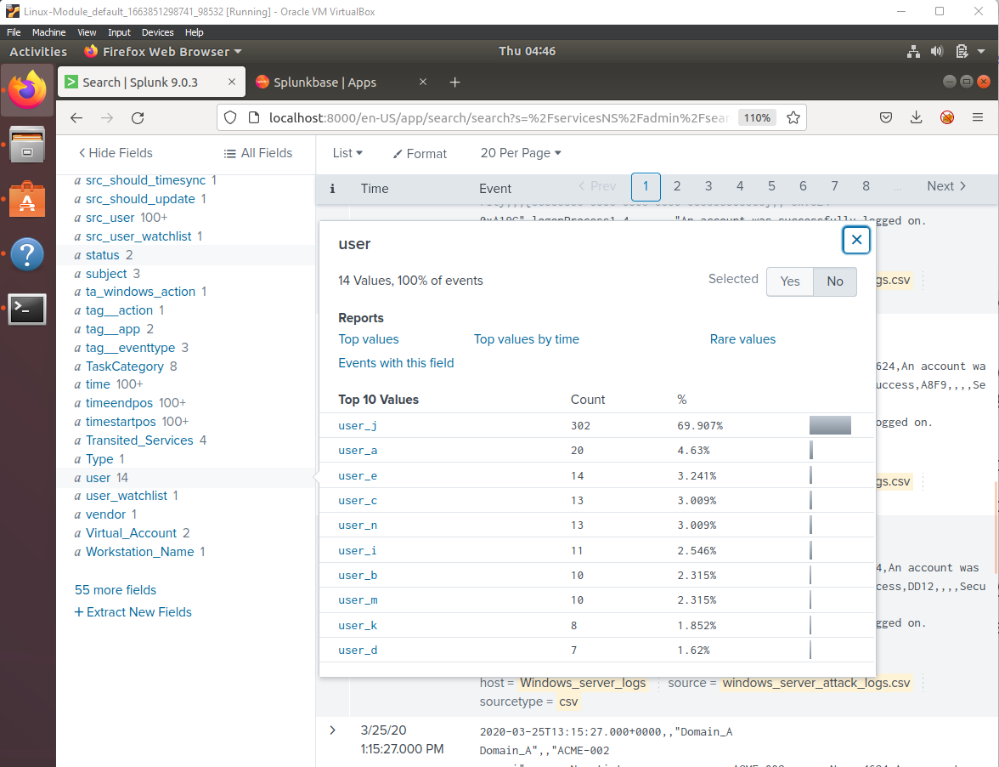 Linux-Module_default_1663851298741_98532 [Running] - Oracle VM VirtualBox
File Machine View Input Devices Help
Activities Firefox Web Browser Thu 04:46
Search | Splunk 9.0.3 Splunkbase | Apps
localhost:8000/en-US/app/search/search?s=%2FservicesNS%2Fadmin%2Fsear 110%
Hide Fields All Fields
List Format 20 Per Page
i Time Event Prev 1 2 3 4 5 6 7 8 ... Next
a src_should_timesync 1
a src_should_update 1
a src_user 100+
a src_user_watchlist 1
a status 2
a subject 3
a ta_windows_action 1
a tag__action 1
a tag__app 2
a tag__eventtype 3
a TaskCategory 8
a time 100+
a timeendpos 100+
a timestartpos 100+
a Transited_Services 4
a Type 1
a user 14
a user_watchlist 1
a vendor 1
a Virtual_Account 2
a Workstation_Name 1
55 more fields
+ Extract New Fields
"An account was successfully logged on.
user
14 Values, 100% of events Selected Yes No
Reports
Top values Top values by time Rare values
Events with this field
Top 10 Values Count %
user_j 302 69.907%
user_a 20 4.63%
user_e 14 3.241%
user_c 13 3.009%
user_n 13 3.009%
user_i 11 2.546%
user_b 10 2.315%
user_m 10 2.315%
user_k 8 1.852%
user_d 7 1.62%
gs.csv
624,An account wa
uccess,A8F9,,,,Se
ogged on.
gs.csv
4,An account was
cess,DD12,,,,Secu
gged on.
host = Windows_server_logs source = windows_server_attack_logs.csv
sourcetype = csv
3/25/20
1:15:27.000 PM
2020-03-25T13:15:27.000+0000,,"Domain_A
Domain_A",,"ACME-002